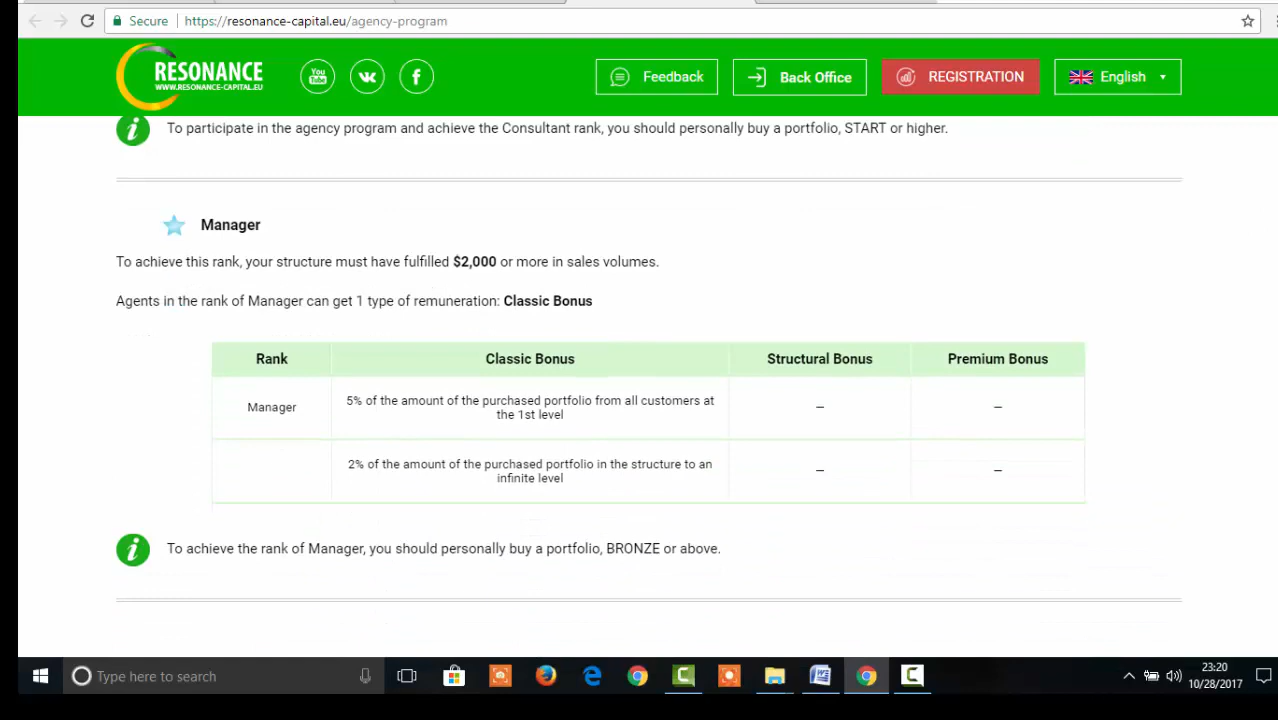 Secure | https://resonance-capital.eu/agency-program
RESONANCE
WWW.RESONANCE-CAPITAL.EU
You Tube
Feedback
Back Office
REGISTRATION
English
To participate in the agency program and achieve the Consultant rank, you should personally buy a portfolio, START or higher.
Manager
To achieve this rank, your structure must have fulfilled $2,000 or more in sales volumes.
Agents in the rank of Manager can get 1 type of remuneration: Classic Bonus
Rank Classic Bonus Structural Bonus Premium Bonus
Manager 5% of the amount of the purchased portfolio from all customers at the 1st level – –
2% of the amount of the purchased portfolio in the structure to an infinite level – –
To achieve the rank of Manager, you should personally buy a portfolio, BRONZE or above.
Type here to search
23:20
10/28/2017